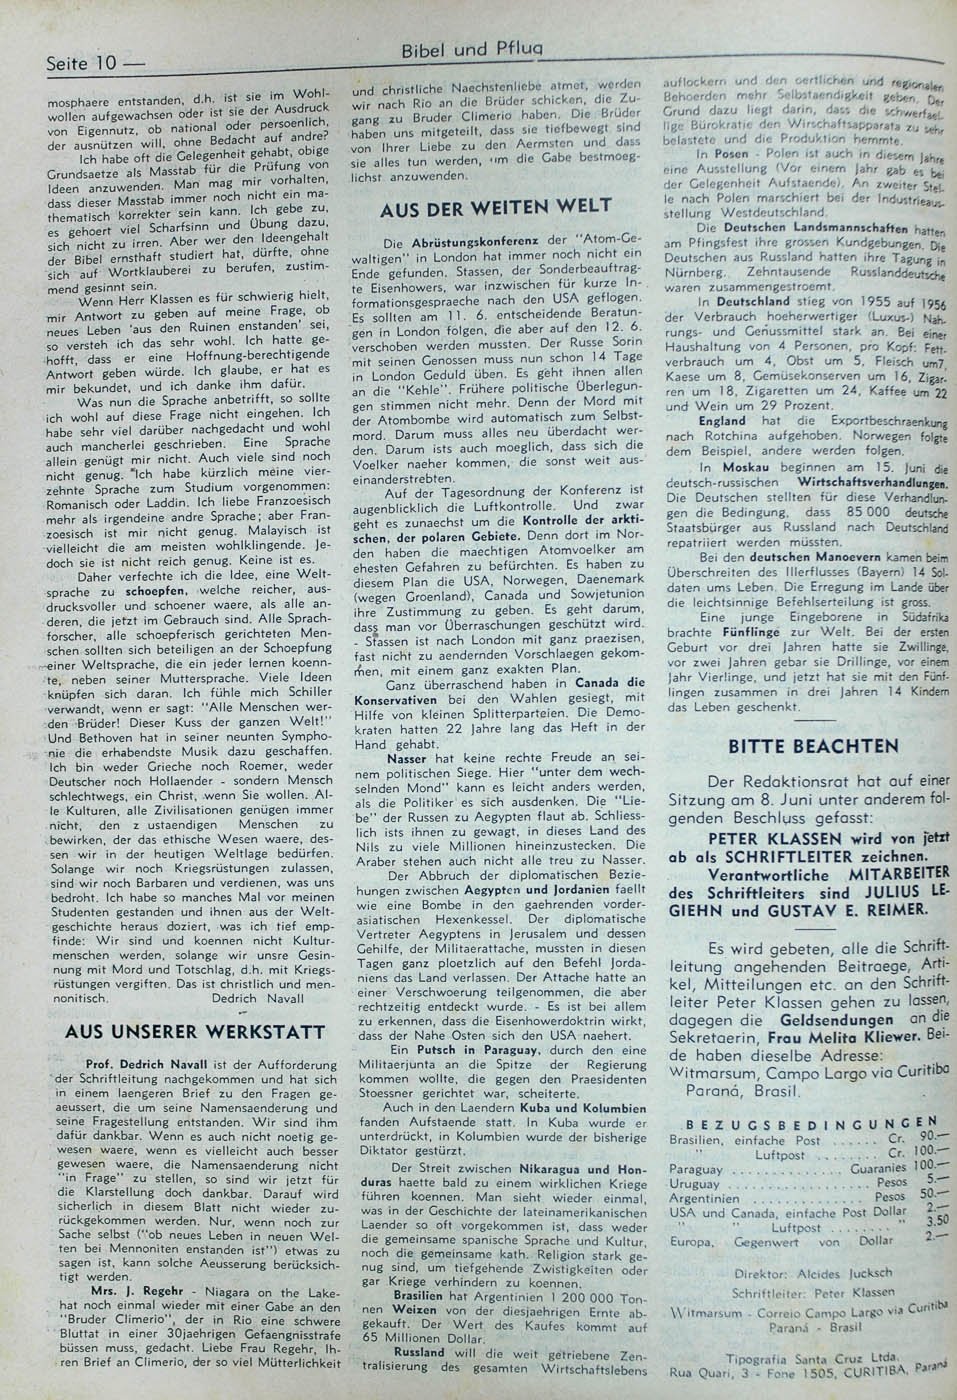 Seite 10 —
Bibel und Pflug
mosphaere entstanden, d.h. ist sie im Wohl-
wollen aufgewachsen oder ist sie der Ausdruck
von Eigennutz, ob national oder persoenlich,
der ausnützen will, ohne Bedacht auf andre?
Ich habe oft die Gelegenheit gehabt, obige
Grundsaetze als Masstab für die Prüfung von
Ideen anzuwenden. Man mag mir vorhalten,
dass dieser Masstab immer noch nicht ein ma-
thematisch korrekter sein kann. Ich gebe zu,
es gehoert viel Scharfsinn und Übung dazu,
sich nicht zu irren. Aber wer den Ideengehalt
der Bibel ernsthaft studiert hat, dürfte, ohne
sich auf Wortklauberei zu berufen, zustim-
mend gesinnt sein.
Wenn Herr Klassen es für schwierig hielt,
mir Antwort zu geben auf meine Frage, ob
neues Leben 'aus den Ruinen enstanden' sei,
so versteh ich das sehr wohl. Ich hatte ge-
hofft, dass er eine Hoffnung-berechtigende
Antwort geben würde. Ich glaube, er hat es
mir bekundet, und ich danke ihm dafür.
Was nun die Sprache anbetrifft, so sollte
ich wohl auf diese Frage nicht eingehen. Ich
habe sehr viel darüber nachgedacht und wohl
auch mancherlei geschrieben. Eine Sprache
allein genügt mir nicht. Auch viele sind noch
nicht genug. Ich habe kürzlich meine vier-
zehnte Sprache zum Studium vorgenommen:
Romanisch oder Laddin. Ich liebe Franzoesisch
mehr als irgendeine andre Sprache; aber Fran-
zoesisch ist mir nicht genug. Malayisch ist
vielleicht die am meisten wohlklingende. Je-
doch sie ist nicht reich genug. Keine ist es.
Daher verfechte ich die Idee, eine Welt-
sprache zu schoepfen, welche reicher, aus-
drucksvoller und schoener waere, als alle an-
deren, die jetzt im Gebrauch sind. Alle Sprach-
forscher, alle schoepferisch gerichteten Men-
schen sollten sich beteiligen an der Schoepfung
einer Weltsprache, die ein jeder lernen koenn-
te, neben seiner Muttersprache. Viele Ideen
knüpfen sich daran. Ich fühle mich Schiller
verwandt, wenn er sagt: "Alle Menschen wer-
den Brüder! Dieser Kuss der ganzen Welt!"
Und Bethoven hat in seiner neunten Sympho-
nie die erhabendste Musik dazu geschaffen.
Ich bin weder Grieche noch Roemer, weder
Deutscher noch Hollaender - sondern Mensch
schlechtwegs, ein Christ, wenn Sie wollen. Al-
le Kulturen, alle Zivilisationen genügen immer
nicht, den z ustaendigen Menschen zu
bewirken, der das ethische Wesen waere, des-
sen wir in der heutigen Weltlage bedürfen.
Solange wir noch Kriegsrüstungen zulassen,
sind wir noch Barbaren und verdienen, was uns
bedroht. Ich habe so manches Mal vor meinen
Studenten gestanden und ihnen aus der Welt-
geschichte heraus doziert, was ich tief emp-
finde: Wir sind und koennen nicht Kultur-
menschen werden, solange wir unsre Gesin-
nung mit Mord und Totschlag, d.h. mit Kriegs-
rüstungen vergiften. Das ist christlich und men-
nonitisch. Dedrich Navall
AUS UNSERER WERKSTATT
Prof. Dedrich Navall ist der Aufforderung
der Schriftleitung nachgekommen und hat sich
in einem laengeren Brief zu den Fragen ge-
aeussert, die um seine Namensaenderung und
seine Fragestellung entstanden. Wir sind ihm
dafür dankbar. Wenn es auch nicht noetig ge-
wesen waere, wenn es vielleicht auch besser
gewesen waere, die Namensaenderung nicht
"in Frage" zu stellen, so sind wir jetzt für
die Klarstellung doch dankbar. Darauf wird
sicherlich in diesem Blatt nicht wieder zu-
rückgekommen werden. Nur, wenn noch zur
Sache selbst ("ob neues Leben in neuen Wel-
ten bei Mennoniten enstanden ist") etwas zu
sagen ist, kann solche Aeusserung berücksich-
tigt werden.
Mrs. J. Regehr - Niagara on the Lake-
hat noch einmal wieder mit einer Gabe an den
"Bruder Climerio", der in Rio eine schwere
Bluttat in einer 30jaehrigen Gefaengnisstrafe
büssen muss, gedacht. Liebe Frau Regehr, Ih-
ren Brief an Climerio, der so viel Mütterlichkeit
und christliche Naechstenliebe atmet, werden
wir nach Rio an die Brüder schicken, die Zu-
gang zu Bruder Climerio haben. Die Brüder
haben uns mitgeteilt, dass sie tiefbewegt sind
von Ihrer Liebe zu den Aermsten und dass
sie alles tun werden, um die Gabe bestmoeg-
lichst anzuwenden.
AUS DER WEITEN WELT
Die Abrüstungskonferenz der "Atom-Ge-
waltigen" in London hat immer noch nicht ein
Ende gefunden. Stassen, der Sonderbeauftrag-
te Eisenhowers, war inzwischen für kurze In-
formationsgespraeche nach den USA geflogen.
Es sollten am 11. 6. entscheidende Beratun-
gen in London folgen, die aber auf den 12. 6.
verschoben werden mussten. Der Russe Sorin
mit seinen Genossen muss nun schon 14 Tage
in London Geduld üben. Es geht ihnen allen
an die "Kehle". Frühere politische Überlegun-
gen stimmen nicht mehr. Denn der Mord mit
der Atombombe wird automatisch zum Selbst-
mord. Darum muss alles neu überdacht wer-
den. Darum ists auch moeglich, dass sich die
Voelker naeher kommen, die sonst weit aus-
einanderstrebten.
Auf der Tagesordnung der Konferenz ist
augenblicklich die Luftkontrolle. Und zwar
geht es zunaechst um die Kontrolle der arkti-
schen, der polaren Gebiete. Denn dort im Nor-
den haben die maechtigen Atomvoelker am
ehesten Gefahren zu befürchten. Es haben zu
diesem Plan die USA, Norwegen, Daenemark
(wegen Groenland), Canada und Sowjetunion
ihre Zustimmung zu geben. Es geht darum,
dass man vor Überraschungen geschützt wird.
- Stassen ist nach London mit ganz praezisen,
fast nicht zu aendernden Vorschlaegen gekom-
men, mit einem ganz exakten Plan.
Ganz überraschend haben in Canada die
Konservativen bei den Wahlen gesiegt, mit
Hilfe von kleinen Splitterparteien. Die Demo-
kraten hatten 22 Jahre lang das Heft in der
Hand gehabt.
Nasser hat keine rechte Freude an sei-
nem politischen Siege. Hier "unter dem wech-
selnden Mond" kann es leicht anders werden,
als die Politiker es sich ausdenken. Die "Lie-
be" der Russen zu Aegypten flaut ab. Schliess-
lich ists ihnen zu gewagt, in dieses Land des
Nils zu viele Millionen hineinzustecken. Die
Araber stehen auch nicht alle treu zu Nasser.
Der Abbruch der diplomatischen Bezie-
hungen zwischen Aegypten und Jordanien faellt
wie eine Bombe in den gaehrenden vorder-
asiatischen Hexenkessel. Der diplomatische
Vertreter Aegyptens in Jerusalem und dessen
Gehilfe, der Militaerattache, mussten in diesen
Tagen ganz ploetzlich auf den Befehl Jorda-
niens das Land verlassen. Der Attache hatte an
einer Verschwoerung teilgenommen, die aber
rechtzeitig entdeckt wurde. - Es ist bei allem
zu erkennen, dass die Eisenhowerdoktrin wirkt,
dass der Nahe Osten sich den USA naehert.
Ein Putsch in Paraguay, durch den eine
Militaerjunta an die Spitze der Regierung
kommen wollte, die gegen den Praesidenten
Stoessner gerichtet war, scheiterte.
Auch in den Laendern Kuba und Kolumbien
fanden Aufstaende statt. In Kuba wurde er
unterdrückt, in Kolumbien wurde der bisherige
Diktator gestürzt.
Der Streit zwischen Nikaragua und Hon-
duras haette bald zu einem wirklichen Kriege
führen koennen. Man sieht wieder einmal,
was in der Geschichte der lateinamerikanischen
Laender so oft vorgekommen ist, dass weder
die gemeinsame spanische Sprache und Kultur,
noch die gemeinsame kath. Religion stark ge-
nug sind, um tiefgehende Zwistigkeiten oder
gar Kriege verhindern zu koennen.
Brasilien hat Argentinien 1 200 000 Ton-
nen Weizen von der diesjaehrigen Ernte ab-
gekauft. Der Wert des Kaufes kommt auf
65 Millionen Dollar.
Russland will die weit getriebene Zen-
tralisierung des gesamten Wirtschaftslebens
auflockern und den oertlichen und regionalen
Behoerden mehr Selbstaendigkeit geben. Der
Grund dazu liegt darin, dass die schwerfael-
lige Bürokratie den Wirschaftsapparata zu sehr
belastete und die Produktion hemmte.
In Posen - Polen ist auch in diesem Jahre
eine Ausstellung (Vor einem Jahr gab es bei
der Gelegenheit Aufstaende). An zweiter Stel-
le nach Polen marschiert bei der Industrieaus-
stellung Westdeutschland.
Die Deutschen Landsmannschaften hatten
am Pfingsfest ihre grossen Kundgebungen. Die
Deutschen aus Russland hatten ihre Tagung in
Nürnberg. Zehntausende Russlanddeutsche
waren zusammengestroemt.
In Deutschland stieg von 1955 auf 1956
der Verbrauch hoeherwertiger (Luxus-) Nah-
rungs- und Genussmittel stark an. Bei einer
Haushaltung von 4 Personen, pro Kopf: Fett-
verbrauch um 4, Obst um 5, Fleisch um7,
Kaese um 8, Gemüsekonserven um 16, Zigar-
ren um 18, Zigaretten um 24, Kaffee um 22
und Wein um 29 Prozent.
England hat die Exportbeschraenkung
nach Rotchina aufgehoben. Norwegen folgte
dem Beispiel, andere werden folgen.
In Moskau beginnen am 15. Juni die
deutsch-russischen Wirtschaftsverhandlungen.
Die Deutschen stellten für diese Verhandlun-
gen die Bedingung, dass 85 000 deutsche
Staatsbürger aus Russland nach Deutschland
repatriiert werden müssten.
Bei den deutschen Manoevern kamen beim
Überschreiten des Illerflusses (Bayern) 14 Sol-
daten ums Leben. Die Erregung im Lande über
die leichtsinnige Befehlserteilung ist gross.
Eine junge Eingeborene in Südafrika
brachte Fünflinge zur Welt. Bei der ersten
Geburt vor drei Jahren hatte sie Zwillinge,
vor zwei Jahren gebar sie Drillinge, vor einem
Jahr Vierlinge, und jetzt hat sie mit den Fünf-
lingen zusammen in drei Jahren 14 Kindern
das Leben geschenkt.
BITTE BEACHTEN
Der Redaktionsrat hat auf einer
Sitzung am 8. Juni unter anderem fol-
genden Beschluss gefasst:
PETER KLASSEN wird von jetzt
ab als SCHRIFTLEITER zeichnen.
Verantwortliche MITARBEITER
des Schriftleiters sind JULIUS LE-
GIEHN und GUSTAV E. REIMER.
Es wird gebeten, alle die Schrift-
leitung angehenden Beitraege, Arti-
kel, Mitteilungen etc. an den Schrift-
leiter Peter Klassen gehen zu lassen,
dagegen die Geldsendungen an die
Sekretaerin, Frau Melita Kliewer. Bei-
de haben dieselbe Adresse:
Witmarsum, Campo Largo via Curitiba
Paraná, Brasil.
BEZUGSBEDINGUNGEN
Brasilien, einfache Post ...... Cr. 90.—
" Luftpost ........ Cr. 100.—
Paraguay .............. Guaranies 100.—
Uruguay .................. Pesos 5.—
Argentinien .............. Pesos 50.—
USA und Canada, einfache Post Dollar 2.—
" " Luftpost ........ " 3.50
Europa, Gegenwert von Dollar 2.—
Direktor: Alcides Jucksch
Schriftleiter: Peter Klassen
Witmarsum - Correio Campo Largo via Curitiba
Paraná - Brasil
Tipografia Santa Cruz Ltda.
Rua Quari, 3 - Fone 1505, CURITIBA, Paraná